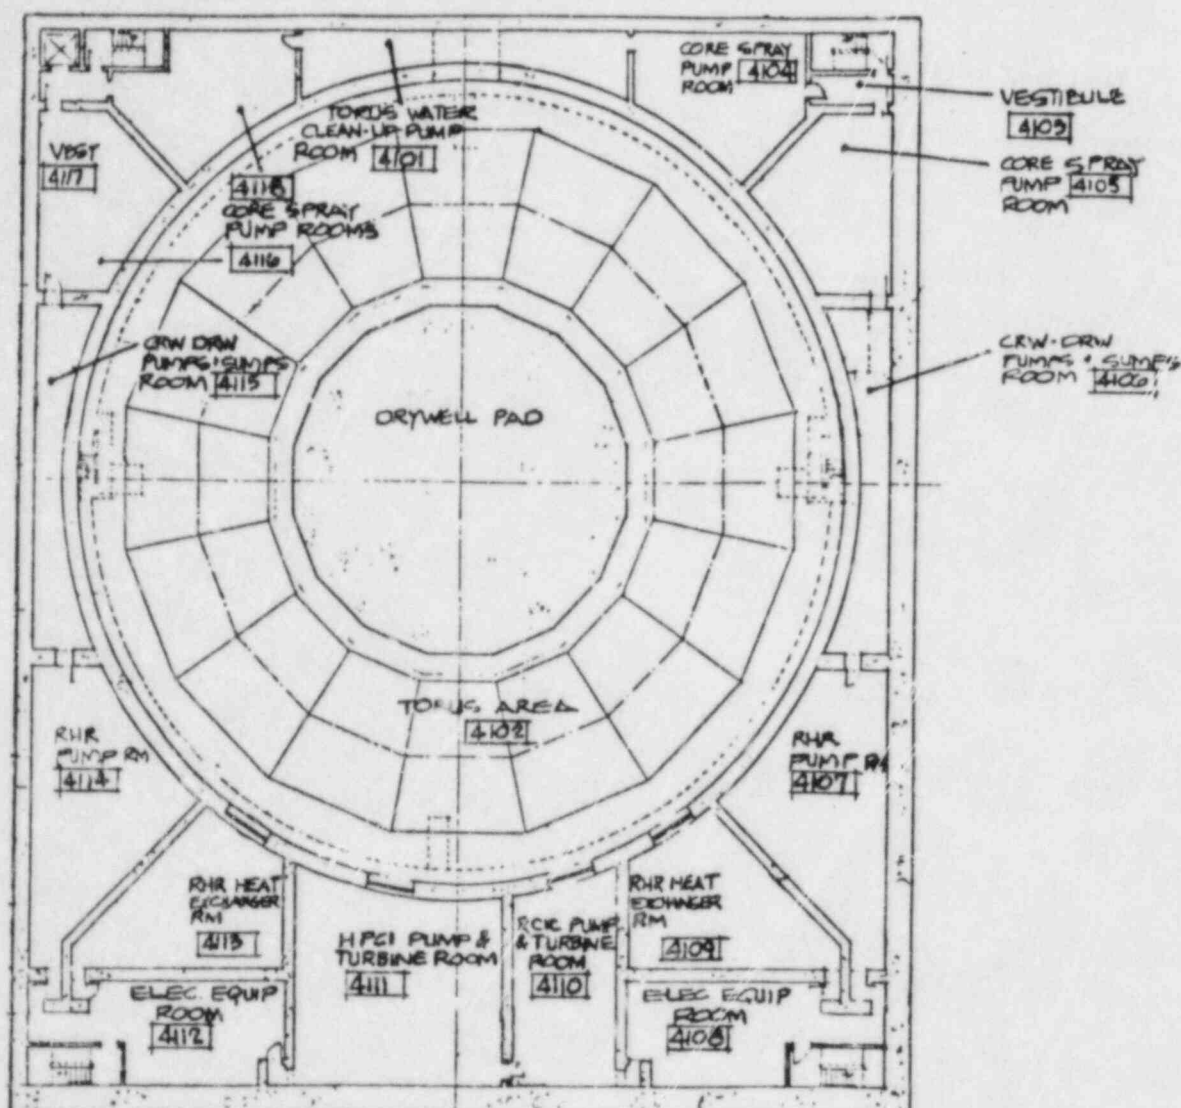 CORE SPRAY
PUMP 4104
ROOM
VESTIBULE
4103
TORUS WATER
CLEAN-UP PUMP
ROOM 4101
VEST
4117
CORE SPRAY
PUMP 4105
ROOM
4118
CORE SPRAY
PUMP ROOMS
4116
CRW DRW
PUMPS & SUMPS
ROOM 4115
CRW-DRW
PUMPS & SUMPS
ROOM 4106
DRYWELL PAD
TORUS AREA
4102
RHR
PUMP RM
4114
RHR
PUMP RM
4107
RHR HEAT
EXCHANGER
RM
4113
RHR HEAT
EXCHANGER
RM
4109
HPCI PUMP &
TURBINE ROOM
4111
RCIC PUMP
& TURBINE
ROOM
4110
ELEC. EQUIP
ROOM
4112
ELEC EQUIP
ROOM
4108